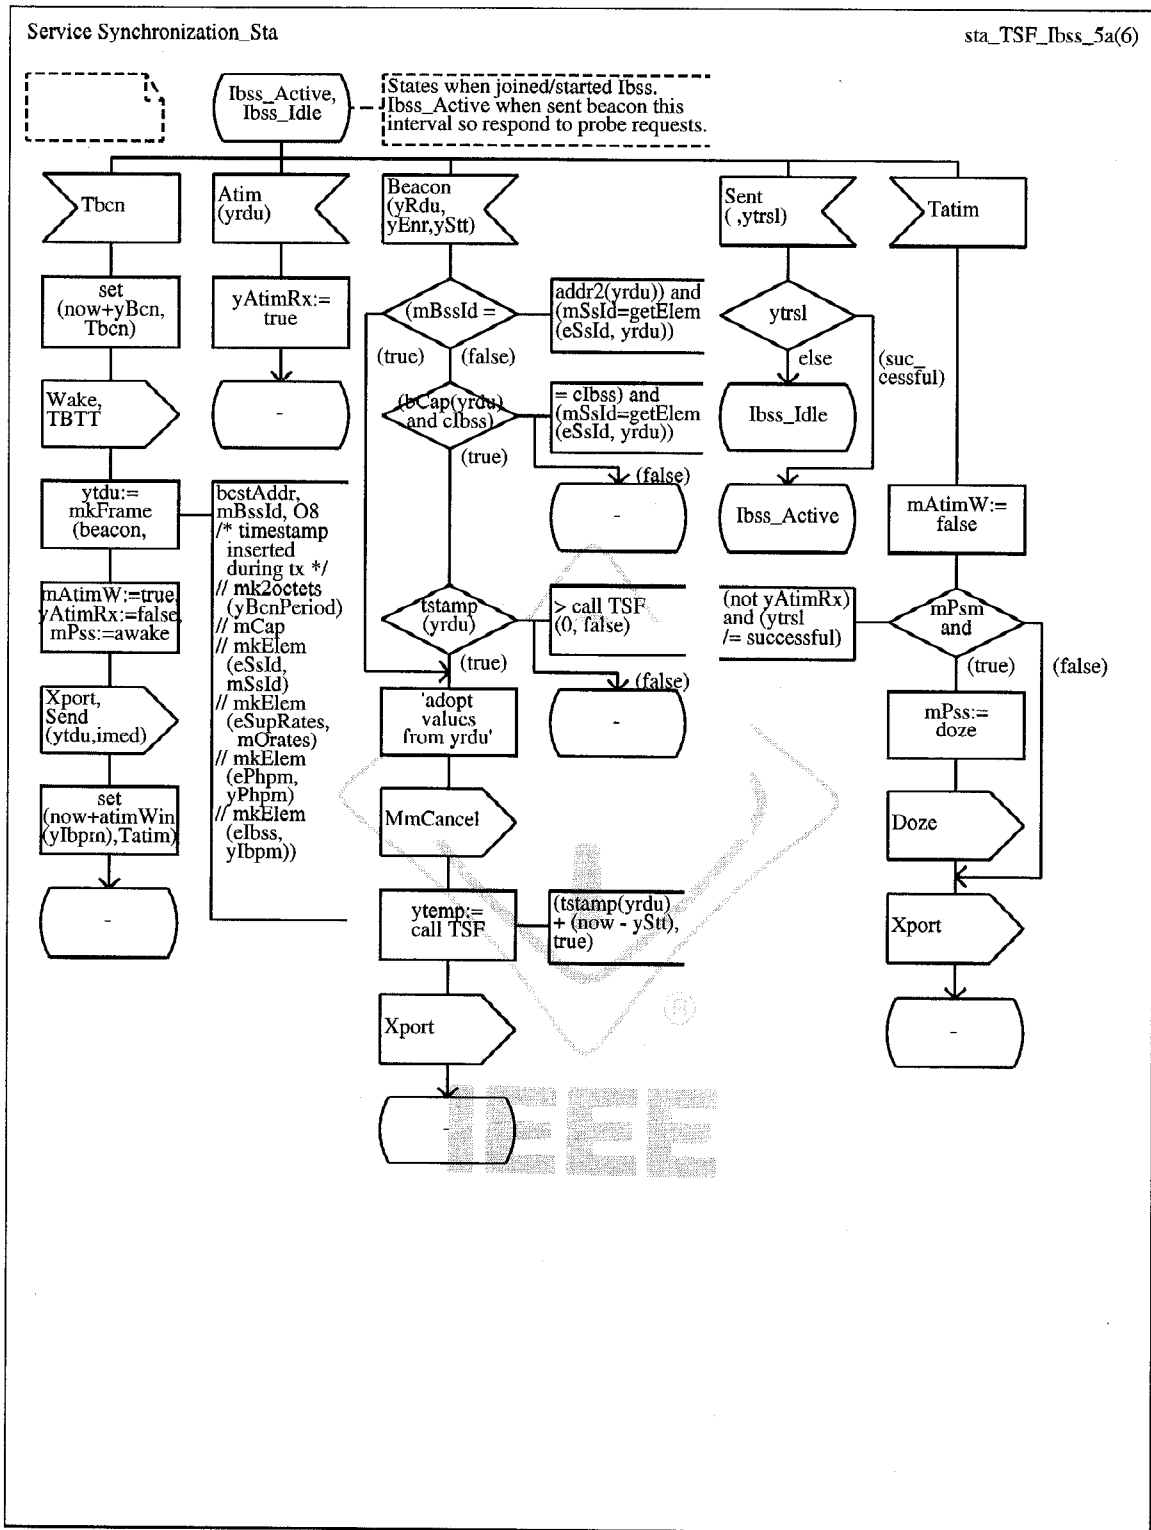 Service Synchronization_Sta
sta_TSF_Ibss_5a(6)
Ibss_Active,
Ibss_Idle
States when joined/started Ibss.
Ibss_Active when sent beacon this
interval so respond to probe requests.
Tbcn
set
(now+yBcn,
Tbcn)
Wake,
TBTT
ytdu:=
mkFrame
(beacon,
bcstAddr,
mBssId, O8
/* timestamp
inserted
during tx */
// mk2octets
(yBcnPeriod)
// mCap
// mkElem
(eSsId,
mSsId)
// mkElem
(eSupRates,
mOrates)
// mkElem
(ePhpm,
yPhpm)
// mkElem
(eIbss,
yIbpm))
mAtimW:=true,
yAtimRx:=false,
mPss:=awake
Xport,
Send
(ytdu,imed)
set
(now+atimWin
(yIbpm),Tatim)
-
Atim
(yrdu)
yAtimRx:=
true
-
Beacon
(yRdu,
yEnr,yStt)
(mBssId =
addr2(yrdu)) and
(mSsId=getElem
(eSsId, yrdu))
(true)
(false)
(bCap(yrdu)
and cIbss)
= cIbss) and
(mSsId=getElem
(eSsId, yrdu))
(true)
(false)
-
tstamp
(yrdu)
> call TSF
(0, false)
(true)
(false)
-
'adopt
values
from yrdu'
MmCancel
ytemp:=
call TSF
(tstamp(yrdu)
+ (now - yStt),
true)
Xport
-
Sent
( ,ytrsl)
ytrsl
else
(suc_
cessful)
Ibss_Idle
Ibss_Active
Tatim
mAtimW:=
false
mPsm
and
(not yAtimRx)
and (ytrsl
/= successful)
(true)
(false)
mPss:=
doze
Doze
Xport
-
IEEE
®